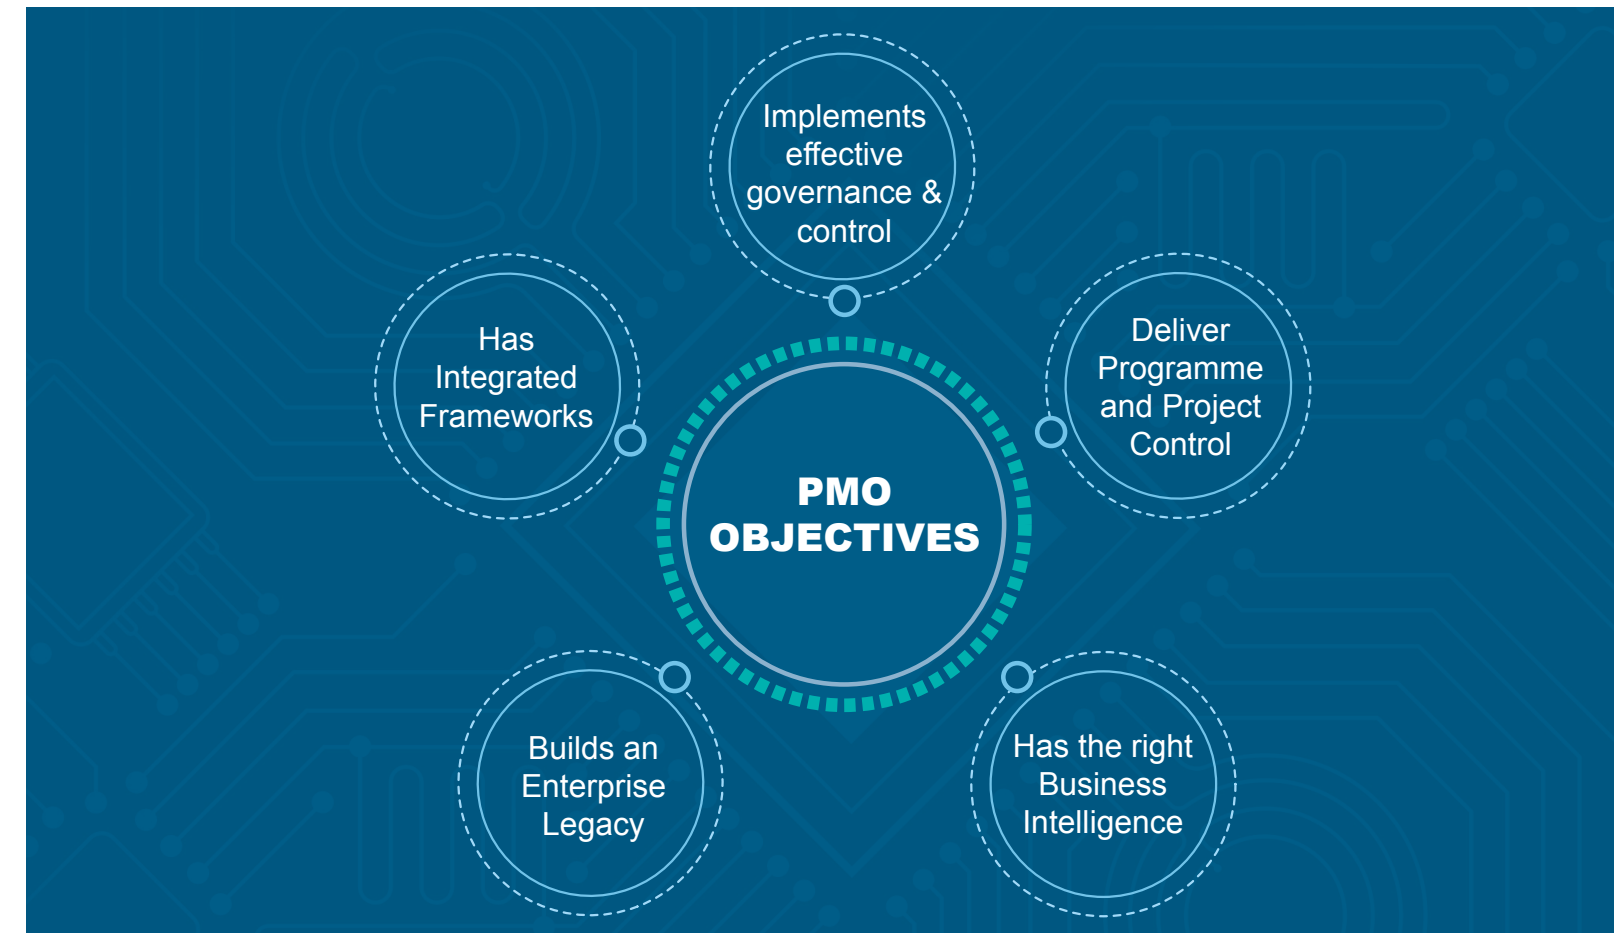 Implements
effective
governance &
control
Has
Integrated
Frameworks
Deliver
Programme
and Project
Control
PMO
OBJECTIVES
Builds an
Enterprise
Legacy
Has the right
Business
Intelligence